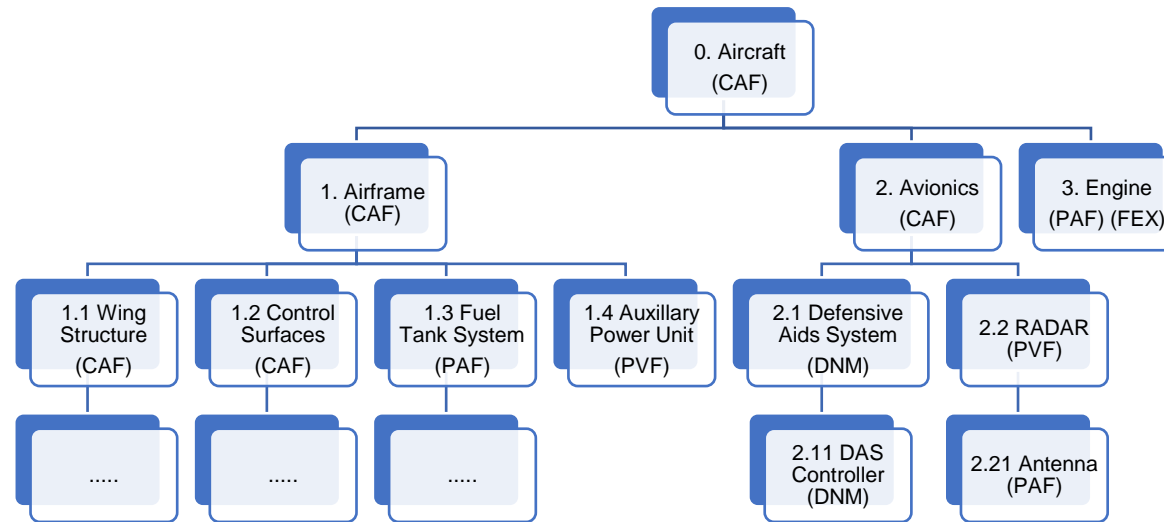 0. Aircraft
(CAF)
1. Airframe
(CAF)
2. Avionics
(CAF)
3. Engine
(PAF) (FEX)
1.1 Wing
Structure
(CAF)
1.2 Control
Surfaces
(CAF)
1.3 Fuel
Tank System
(PAF)
1.4 Auxillary
Power Unit
(PVF)
2.1 Defensive
Aids System
(DNM)
2.2 RADAR
(PVF)
.....
.....
.....
2.11 DAS
Controller
(DNM)
2.21 Antenna
(PAF)